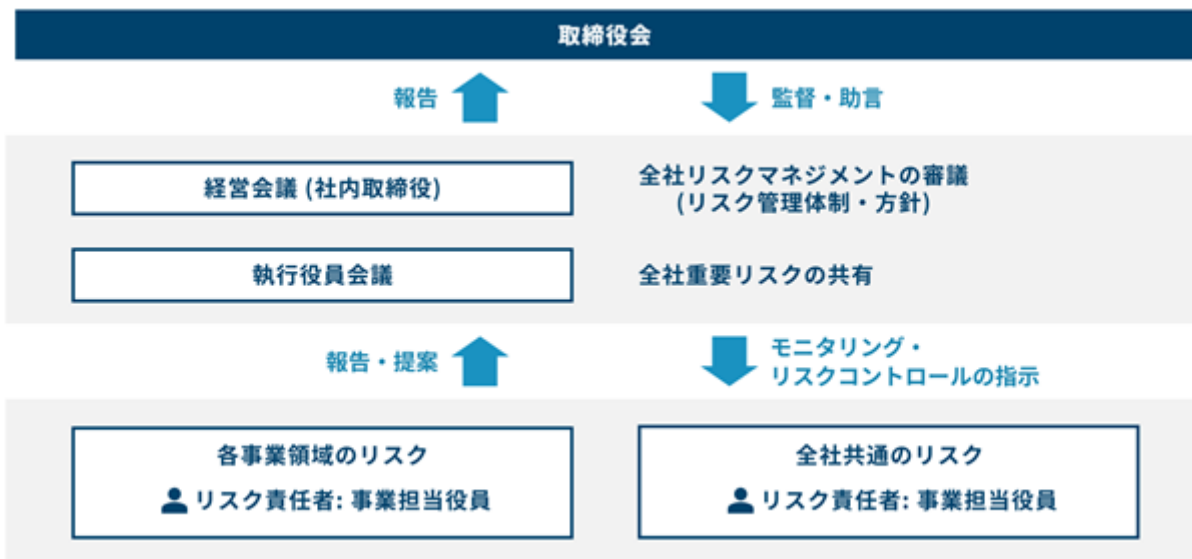 取締役会
報告
監督・助言
経営会議 (社内取締役)
全社リスクマネジメントの審議
(リスク管理体制・方針)
執行役員会議
全社重要リスクの共有
報告・提案
モニタリング・
リスクコントロールの指示
各事業領域のリスク
リスク責任者: 事業担当役員
全社共通のリスク
リスク責任者: 事業担当役員